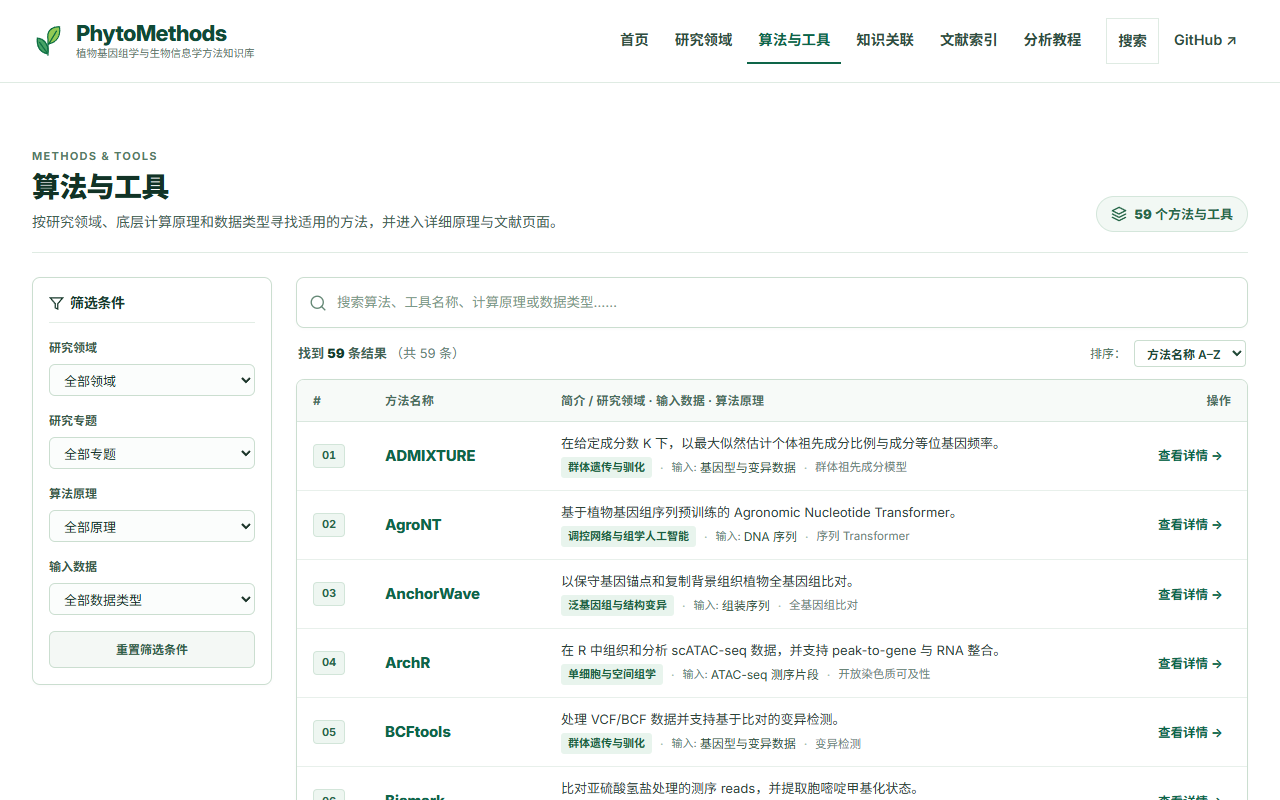 PhytoMethods
植物基因组学与生物信息学方法知识库
首页 研究领域 算法与工具 知识关联 文献索引 分析教程 搜索 GitHub ↗
METHODS & TOOLS
算法与工具
按研究领域、底层计算原理和数据类型寻找适用的方法，并进入详细原理与文献页面。
59 个方法与工具
筛选条件
研究领域
全部领域
研究专题
全部专题
算法原理
全部原理
输入数据
全部数据类型
重置筛选条件
搜索算法、工具名称、计算原理或数据类型……
找到 59 条结果 （共 59 条）
排序： 方法名称 A–Z
# 方法名称 简介 / 研究领域 · 输入数据 · 算法原理 操作
01 ADMIXTURE 在给定成分数 K 下，以最大似然估计个体祖先成分比例与成分等位基因频率。 查看详情 →
群体遗传与驯化 · 输入: 基因型与变异数据 · 群体祖先成分模型
02 AgroNT 基于植物基因组序列预训练的 Agronomic Nucleotide Transformer。 查看详情 →
调控网络与组学人工智能 · 输入: DNA 序列 · 序列 Transformer
03 AnchorWave 以保守基因锚点和复制背景组织植物全基因组比对。 查看详情 →
泛基因组与结构变异 · 输入: 组装序列 · 全基因组比对
04 ArchR 在 R 中组织和分析 scATAC-seq 数据，并支持 peak-to-gene 与 RNA 整合。 查看详情 →
单细胞与空间组学 · 输入: ATAC-seq 测序片段 · 开放染色质可及性
05 BCFtools 处理 VCF/BCF 数据并支持基于比对的变异检测。 查看详情 →
群体遗传与驯化 · 输入: 基因型与变异数据 · 变异检测
06 Bismark 比对亚硫酸氢盐处理的测序 reads，并提取胞嘧啶甲基化状态。 查看详情 →